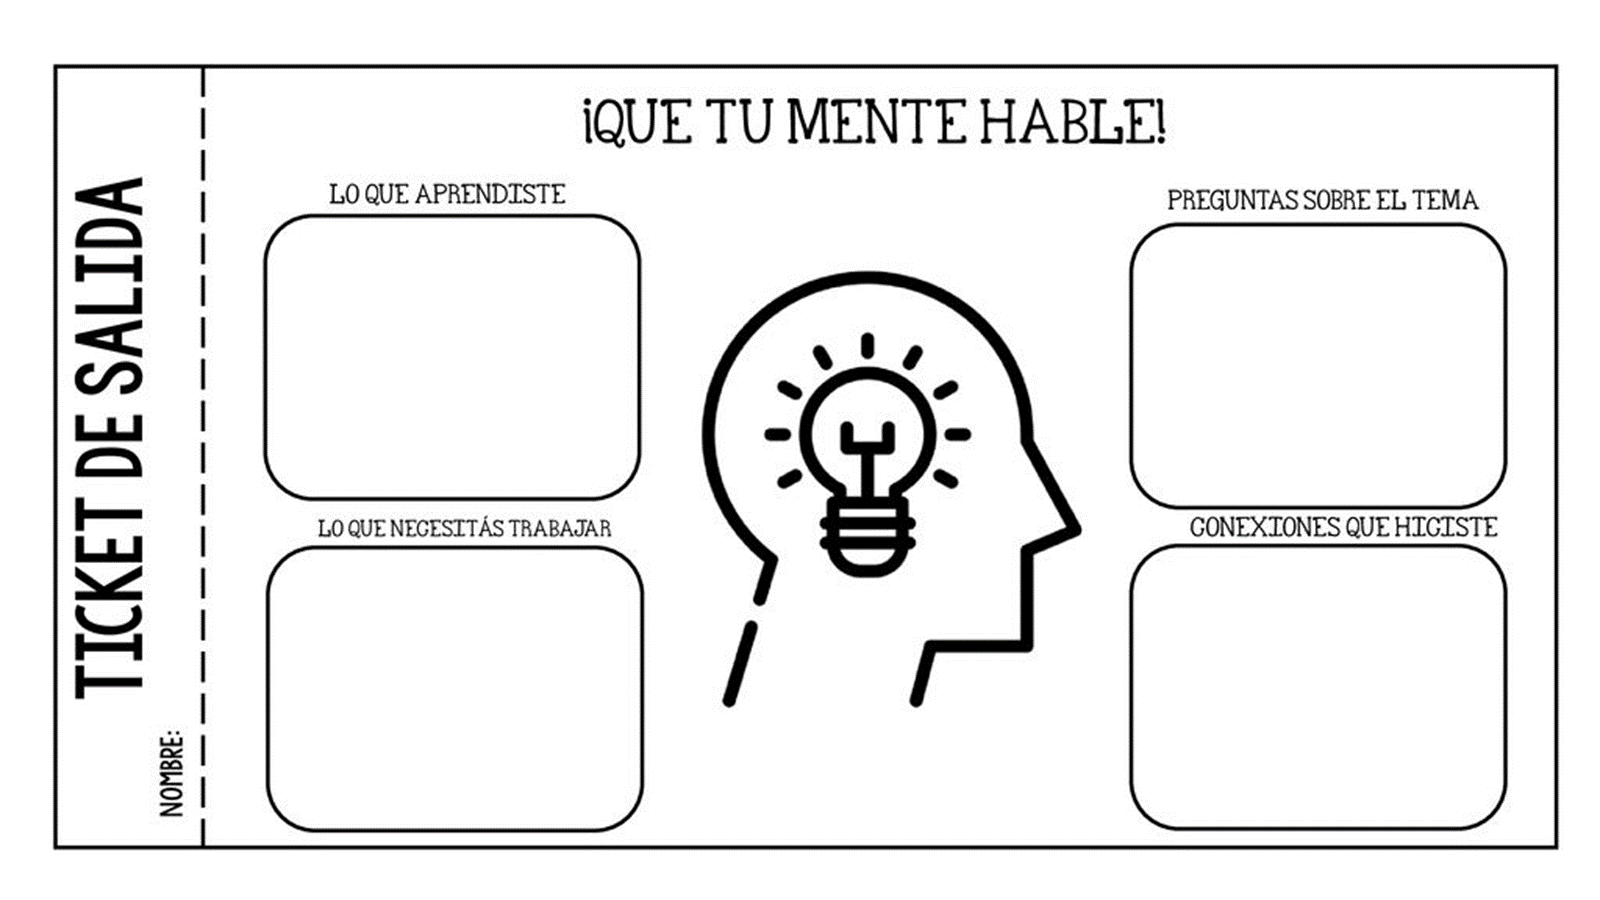 TICKET DE SALIDA
NOMBRE:
¡QUE TU MENTE HABLE!
LO QUE APRENDISTE
PREGUNTAS SOBRE EL TEMA
LO QUE NECESITÁS TRABAJAR
CONEXIONES QUE HICISTE